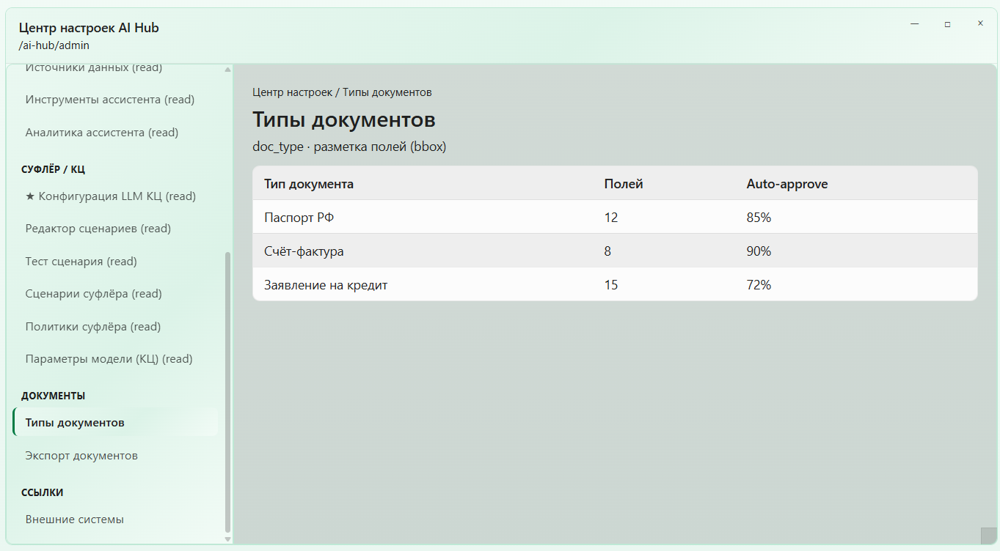 Центр настроек AI Hub
/ai-hub/admin
Источники данных (read)
Инструменты ассистента (read)
Аналитика ассистента (read)
СУФЛЁР / КЦ
★ Конфигурация LLM КЦ (read)
Редактор сценариев (read)
Тест сценария (read)
Сценарии суфлёра (read)
Политики суфлёра (read)
Параметры модели (КЦ) (read)
ДОКУМЕНТЫ
Типы документов
Экспорт документов
ССЫЛКИ
Внешние системы
Центр настроек / Типы документов
Типы документов
doc_type · разметка полей (bbox)
Тип документа Полей Auto-approve
Паспорт РФ 12 85%
Счёт-фактура 8 90%
Заявление на кредит 15 72%